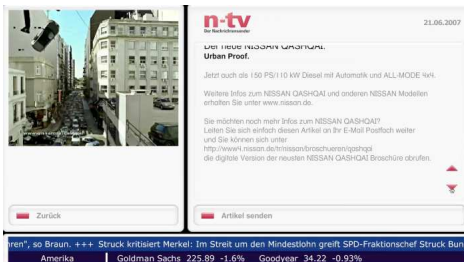 n-tv
Der Nachrichtensender
21.06.2007
Der neue NISSAN QASHQAI.
Urban Proof.
Jetzt auch als 150 PS/110 kW Diesel mit Automatik und ALL-MODE 4x4.
Weitere Infos zum NISSAN QASHQAI und anderen NISSAN Modellen
erhalten Sie unter www.nissan.de.
Sie möchten noch mehr Infos zum NISSAN QASHQAI?
Leiten Sie sich einfach diesen Artikel an Ihr E-Mail Postfach weiter
und Sie können sich unter
http://www4.nissan.de/tr/nissan/broschueren/qashqai
die digitale Version der neusten NISSAN QASHQAI Broschüre abrufen.
Zurück
Artikel senden
ren", so Braun. +++ Struck kritisiert Merkel: Im Streit um den Mindestlohn greift SPD-Fraktionschef Struck Bun
Amerika
Goldman Sachs 225.89 -1.6% Goodyear 34.22 -0.93%